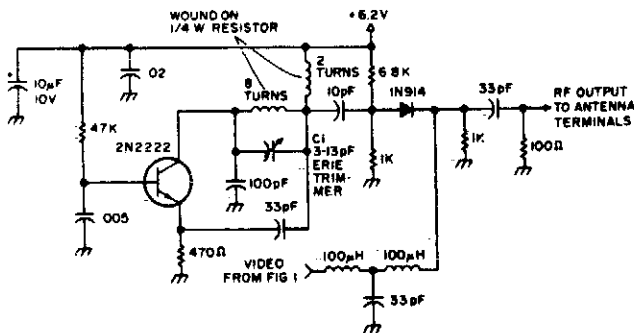 WOUND ON
1/4 W RESISTOR
+6.2V
+
10µF
10V
02
8
TURNS
2
TURNS
6.8K
10pF
1N914
33pF
RF OUTPUT
TO ANTENNA
TERMINALS
47K
2N2222
C1
3-13pF
ERIE
TRIM-
MER
1K
1K
100Ω
100pF
005
33pF
470Ω
100µH
100µH
VIDEO
FROM FIG 1
33pF